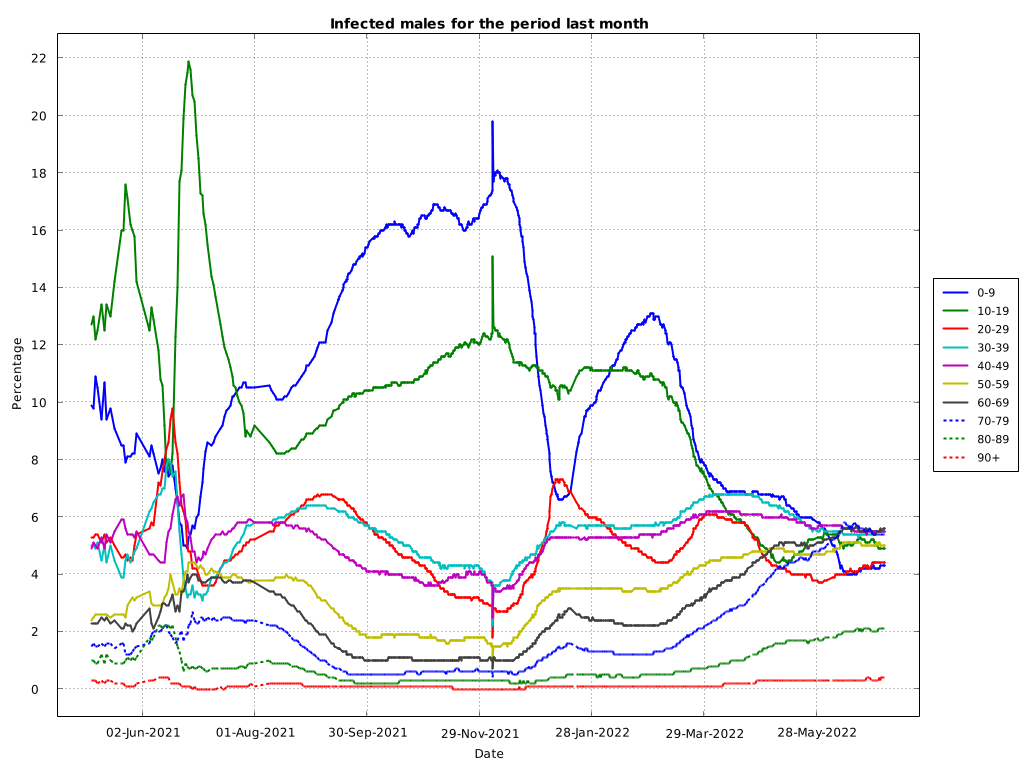 Infected males for the period last month
Percentage
22
20
18
16
14
12
10
8
6
4
2
0
02-Jun-2021
01-Aug-2021
30-Sep-2021
29-Nov-2021
28-Jan-2022
29-Mar-2022
28-May-2022
Date
0-9
10-19
20-29
30-39
40-49
50-59
60-69
70-79
80-89
90+